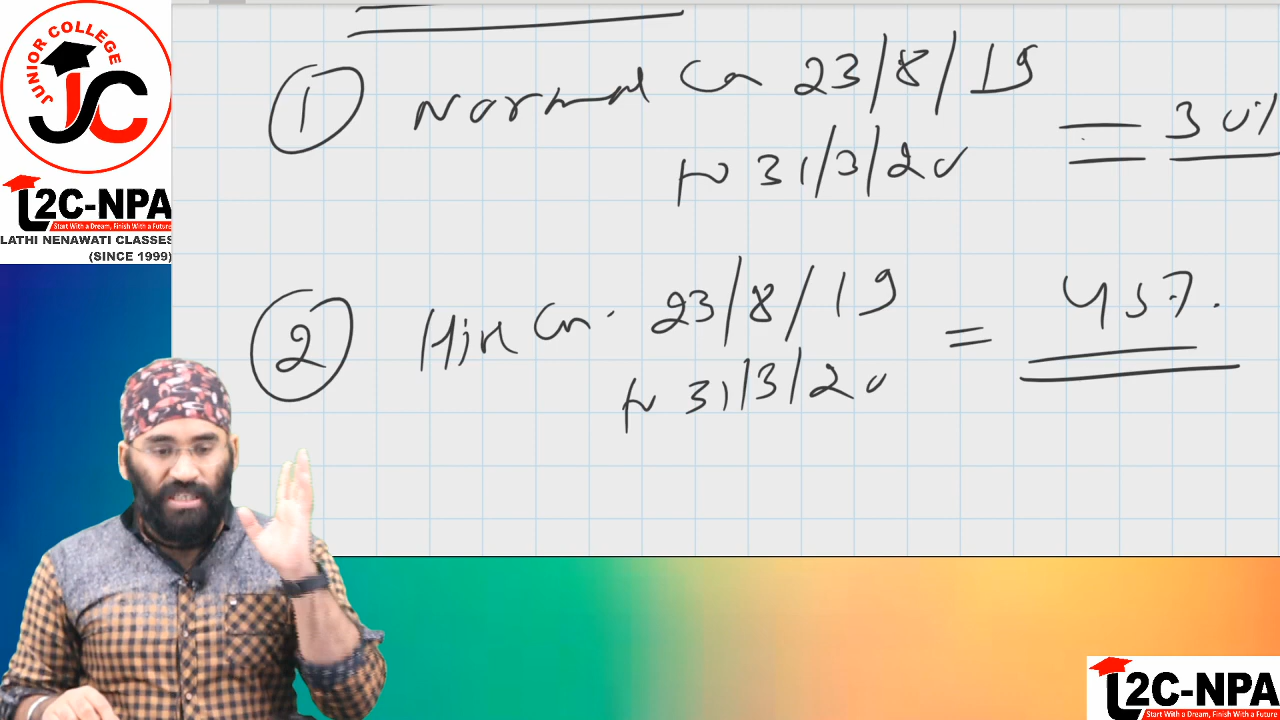 JUNIOR COLLEGE
JC
L2C-NPA
Start With a Dream, Finish With a Future
LATHI NENAWATI CLASSES
(SINCE 1999)
① Normal Car 23/8/19
to 31/3/20
= 30%
② Hire Car. 23/8/19
to 31/3/20
= 45%.
L2C-NPA
Start With a Dream, Finish With a Future